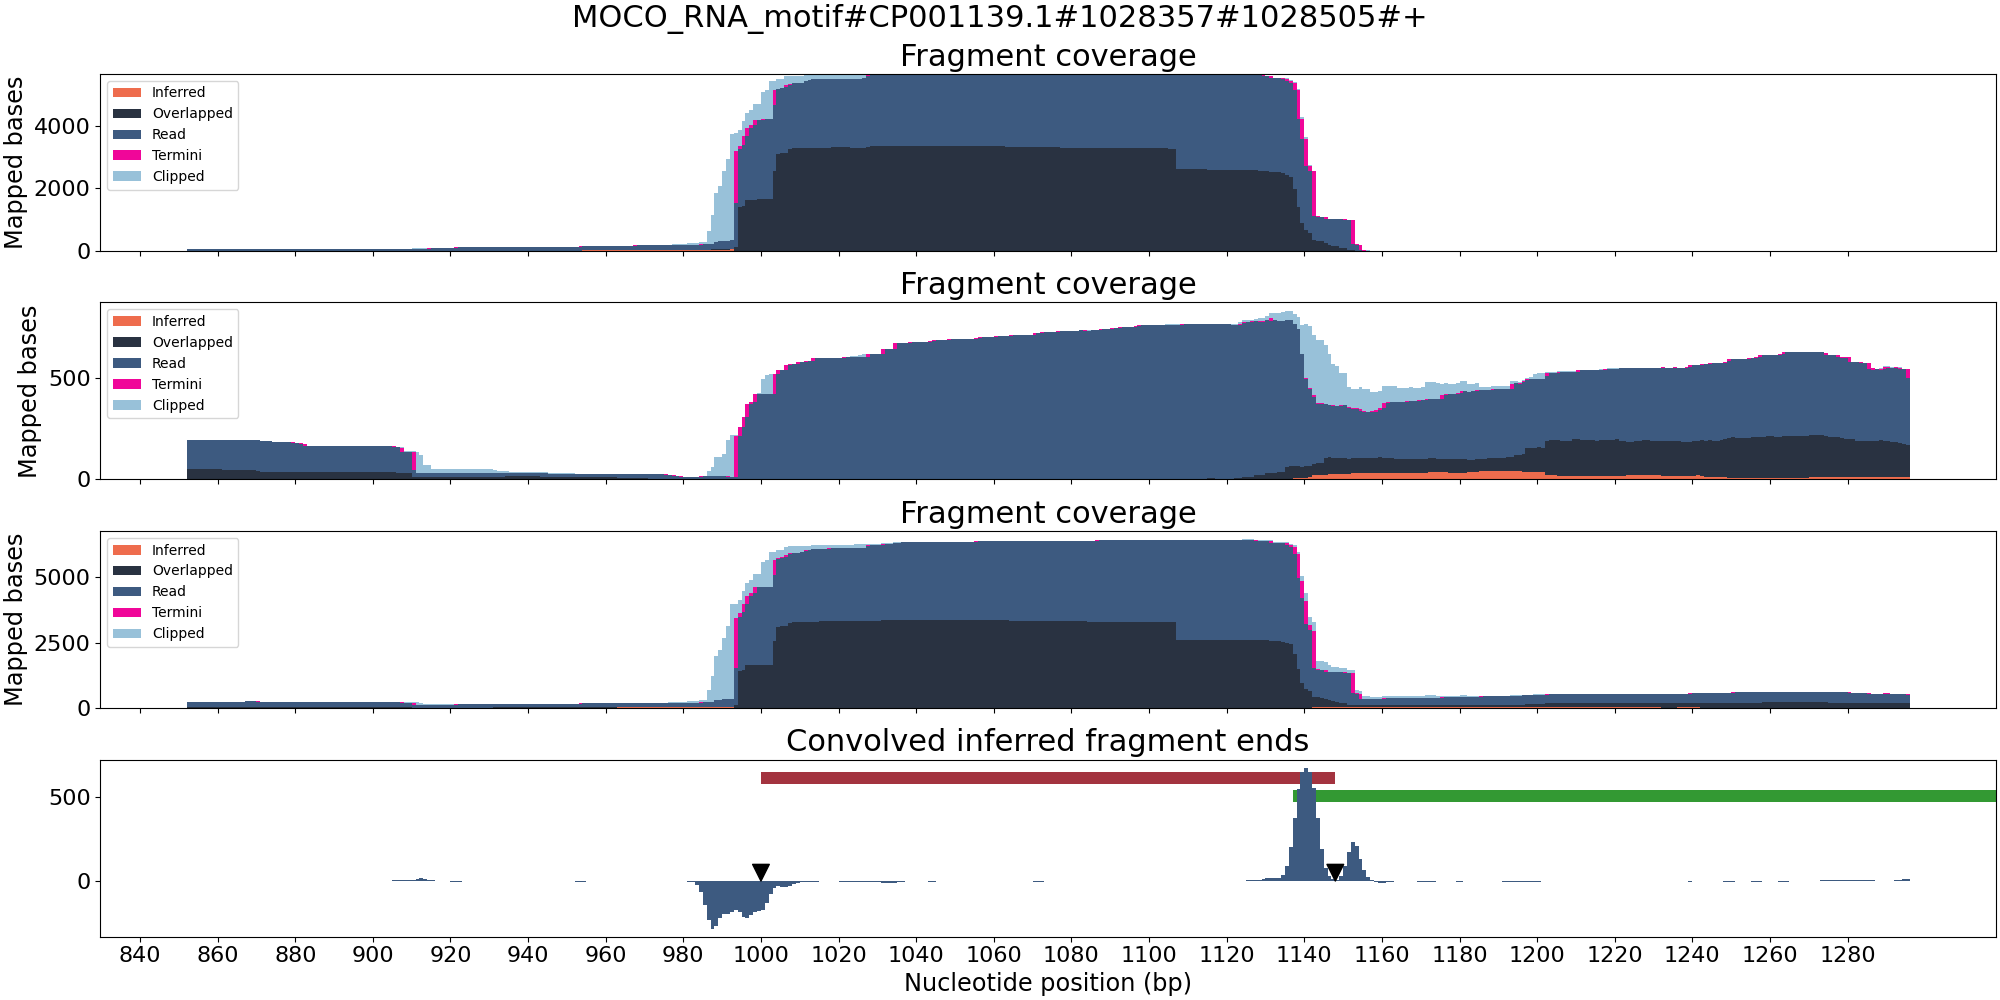 MOCO_RNA_motif#CP001139.1#1028357#1028505#+
Fragment coverage
Mapped bases
4000
2000
0
Inferred
Overlapped
Read
Termini
Clipped
Fragment coverage
Mapped bases
500
0
Inferred
Overlapped
Read
Termini
Clipped
Fragment coverage
Mapped bases
5000
2500
0
Inferred
Overlapped
Read
Termini
Clipped
Convolved inferred fragment ends
500
0
840 860 880 900 920 940 960 980 1000 1020 1040 1060 1080 1100 1120 1140 1160 1180 1200 1220 1240 1260 1280
Nucleotide position (bp)